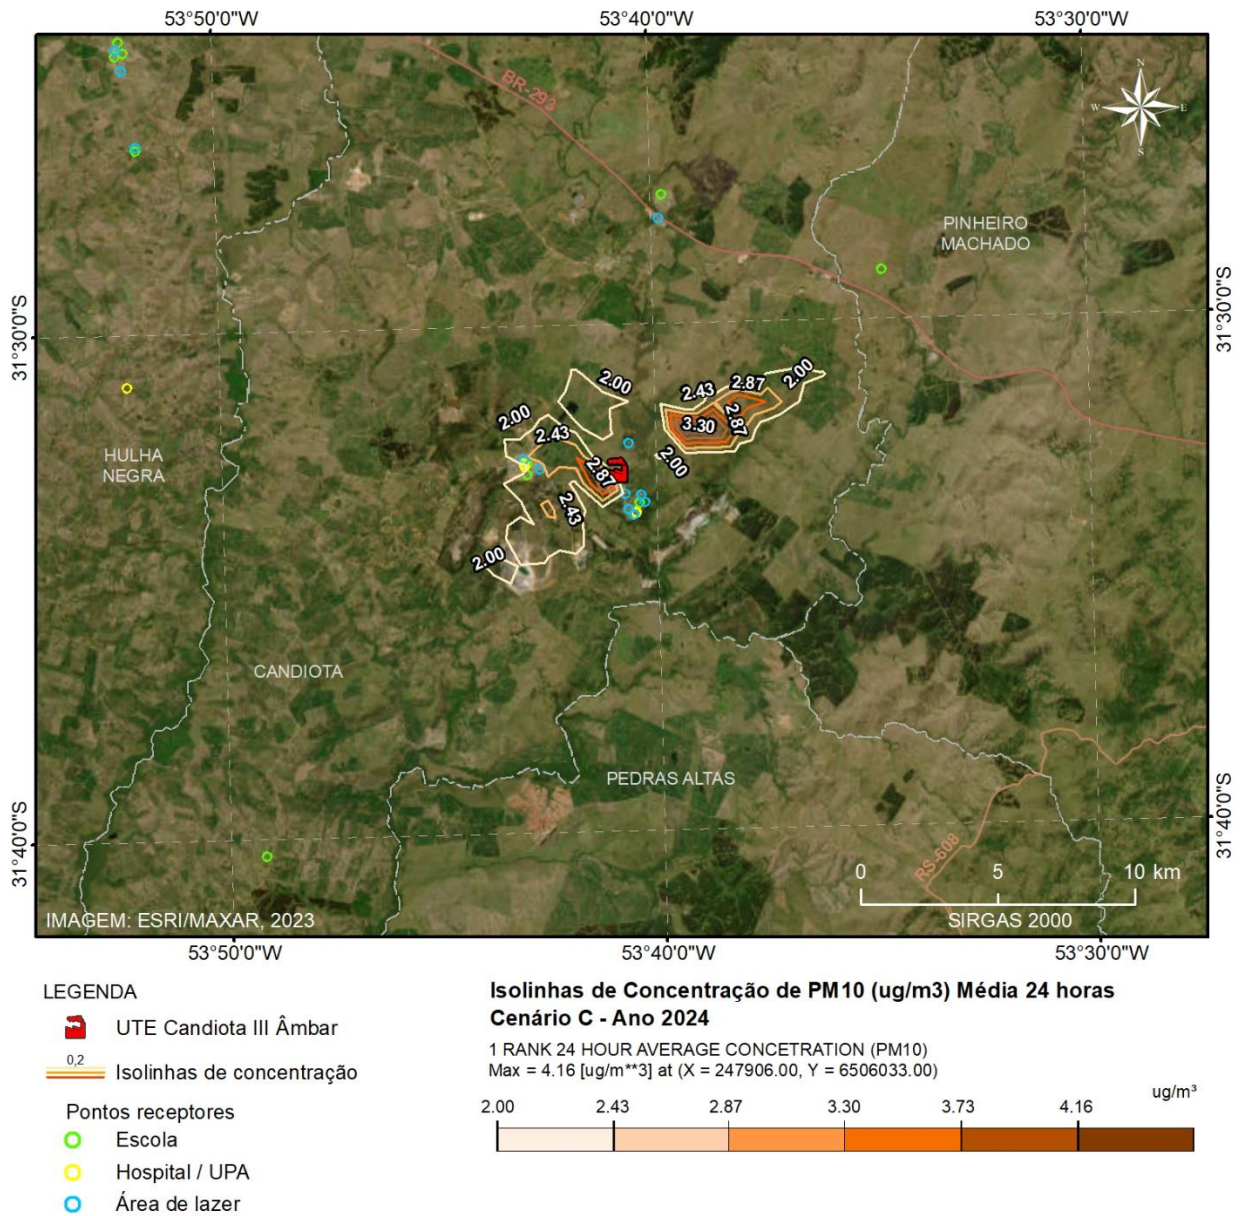 53°50'0"W 53°40'0"W 53°30'0"W
BR-293
N
W E
S
PINHEIRO
MACHADO
31°30'0"S 31°30'0"S
2.00
2.43 2.87 2.00
2.00
2.43
2.87
3.30
2.00
2.87
2.43
2.00
HULHA
NEGRA
CANDIOTA
PEDRAS ALTAS
31°40'0"S 31°40'0"S
RS-608
0 5 10 km
SIRGAS 2000
IMAGEM: ESRI/MAXAR, 2023
53°50'0"W 53°40'0"W 53°30'0"W
LEGENDA
UTE Candiota III Âmbar
0,2
Isolinhas de concentração
Pontos receptores
Escola
Hospital / UPA
Área de lazer
Isolinhas de Concentração de PM10 (ug/m3) Média 24 horas
Cenário C - Ano 2024
1 RANK 24 HOUR AVERAGE CONCETRATION (PM10)
Max = 4.16 [ug/m**3] at (X = 247906.00, Y = 6506033.00)
ug/m³
2.00 2.43 2.87 3.30 3.73 4.16